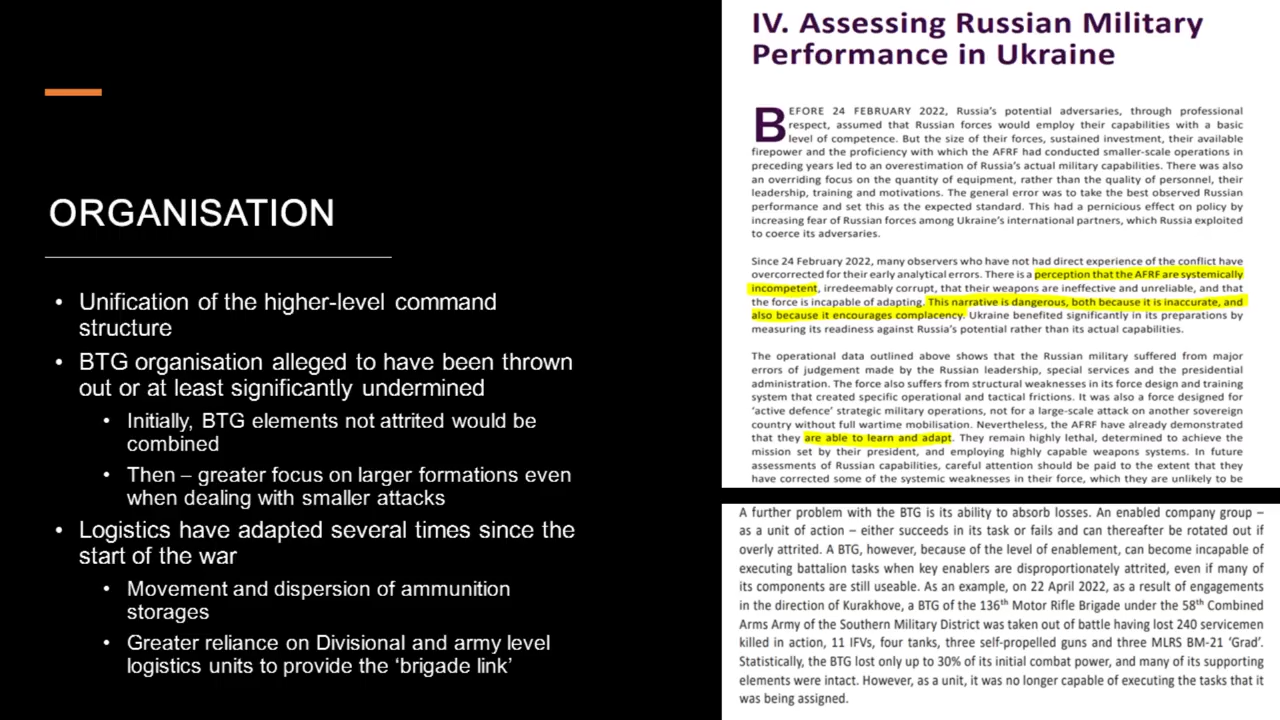 ORGANISATION
• Unification of the higher-level command
structure
• BTG organisation alleged to have been thrown
out or at least significantly undermined
• Initially, BTG elements not attrited would be
combined
• Then – greater focus on larger formations even
when dealing with smaller attacks
• Logistics have adapted several times since the
start of the war
• Movement and dispersion of ammunition
storages
• Greater reliance on Divisional and army level
logistics units to provide the ‘brigade link’
IV. Assessing Russian Military
Performance in Ukraine
BEFORE 24 FEBRUARY 2022, Russia’s potential adversaries, through professional
respect, assumed that Russian forces would employ their capabilities with a basic
level of competence. But the size of their forces, sustained investment, their available
firepower and the proficiency with which the AFRF had conducted smaller-scale operations in
preceding years led to an overestimation of Russia’s actual military capabilities. There was also
an overriding focus on the quantity of equipment, rather than the quality of personnel, their
leadership, training and motivations. The general error was to take the best observed Russian
performance and set this as the expected standard. This had a pernicious effect on policy by
increasing fear of Russian forces among Ukraine’s international partners, which Russia exploited
to coerce its adversaries.
Since 24 February 2022, many observers who have not had direct experience of the conflict have
overcorrected for their early analytical errors. There is a perception that the AFRF are systemically
incompetent, irredeemably corrupt, that their weapons are ineffective and unreliable, and that
the force is incapable of adapting. This narrative is dangerous, both because it is inaccurate, and
also because it encourages complacency. Ukraine benefited significantly in its preparations by
measuring its readiness against Russia’s potential rather than its actual capabilities.
The operational data outlined above shows that the Russian military suffered from major
errors of judgement made by the Russian leadership, special services and the presidential
administration. The force also suffers from structural weaknesses in its force design and training
system that created specific operational and tactical frictions. It was also a force designed for
‘active defence’ strategic military operations, not for a large-scale attack on another sovereign
country without full wartime mobilisation. Nevertheless, the AFRF have already demonstrated
that they are able to learn and adapt. They remain highly lethal, determined to achieve the
mission set by their president, and employing highly capable weapons systems. In future
assessments of Russian capabilities, careful attention should be paid to the extent that they
have corrected some of the systemic weaknesses in their force, which they are unlikely to be
A further problem with the BTG is its ability to absorb losses. An enabled company group –
as a unit of action – either succeeds in its task or fails and can thereafter be rotated out if
overly attrited. A BTG, however, because of the level of enablement, can become incapable of
executing battalion tasks when key enablers are disproportionately attrited, even if many of
its components are still useable. As an example, on 22 April 2022, as a result of engagements
in the direction of Kurakhove, a BTG of the 136th Motor Rifle Brigade under the 58th Combined
Arms Army of the Southern Military District was taken out of battle having lost 240 servicemen
killed in action, 11 IFVs, four tanks, three self-propelled guns and three MLRS BM-21 ‘Grad’.
Statistically, the BTG lost only up to 30% of its initial combat power, and many of its supporting
elements were intact. However, as a unit, it was no longer capable of executing the tasks that it
was being assigned.